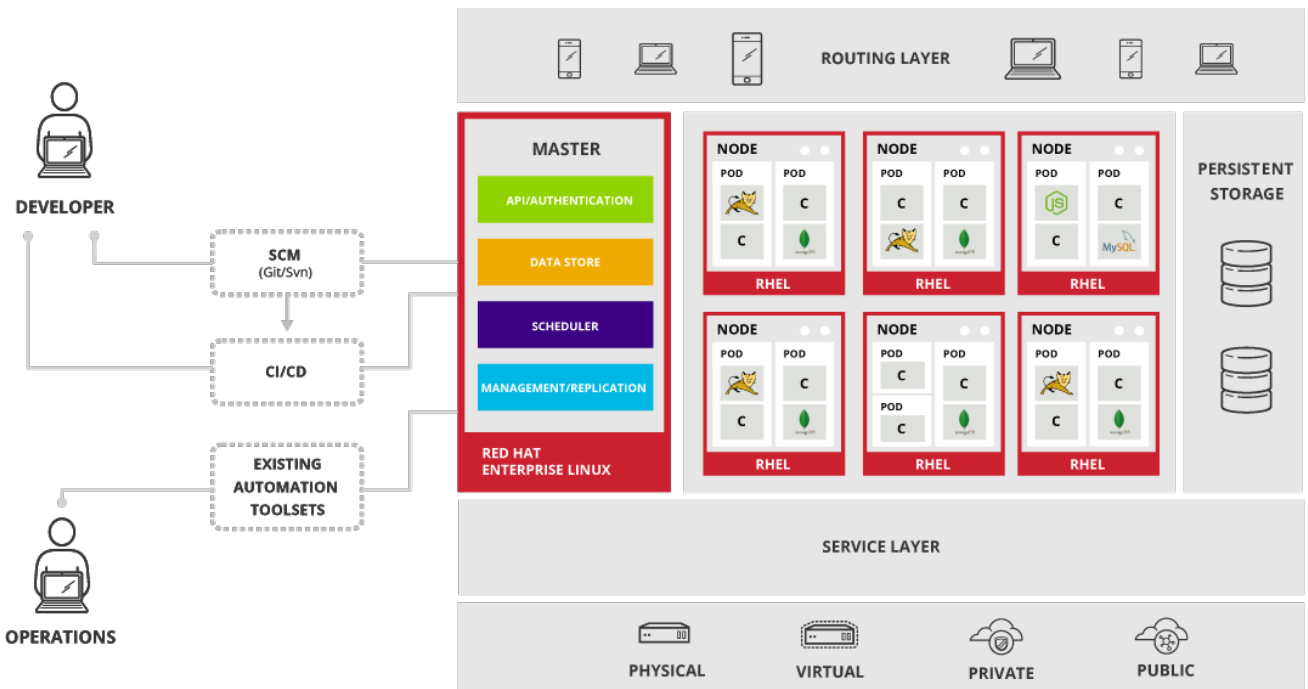 ROUTING LAYER
DEVELOPER
SCM
(Git/Svn)
CI/CD
EXISTING
AUTOMATION
TOOLSETS
OPERATIONS
MASTER
API/AUTHENTICATION
DATA STORE
SCHEDULER
MANAGEMENT/REPLICATION
RED HAT
ENTERPRISE LINUX
NODE
POD POD
C
C
RHEL
NODE
POD POD
C C
RHEL
NODE
POD POD
JS C
C MySQL
RHEL
NODE
POD POD
C
C
RHEL
NODE
POD POD
C C
POD
C
RHEL
NODE
POD POD
C
C
RHEL
PERSISTENT
STORAGE
SERVICE LAYER
PHYSICAL
VIRTUAL
PRIVATE
PUBLIC